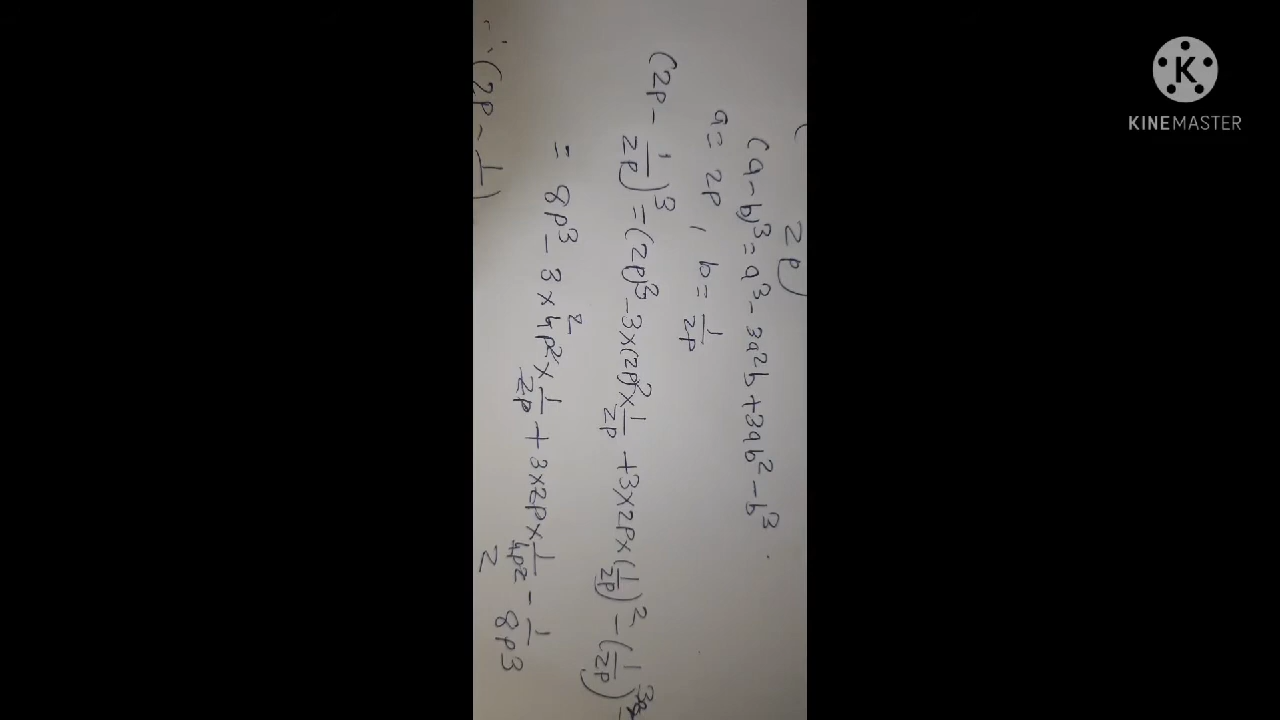 2p)
(a-b)³ = a³ - 3a²b + 3ab² - b³.
a = 2p, b = 1/2p
(2p - 1/2p)³ = (2p)³ - 3×(2p)² × 1/2p + 3×2p×(1/2p)² - (1/2p)³
= 8p³ - 3×4p² × 1/2p + 3×2p× 1/4p² - 1/8p³
∴ (2p - 1/
K
KINEMASTER